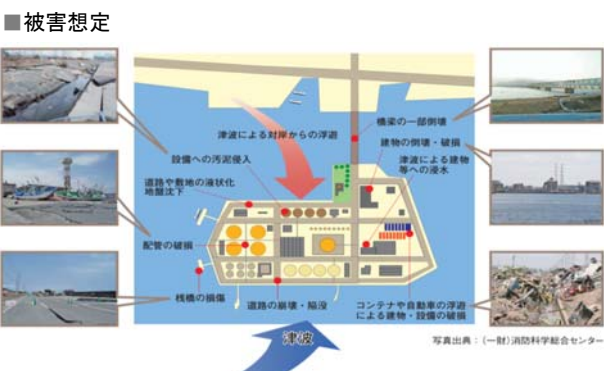 ■被害想定
橋梁の一部倒壊
津波による対岸からの浮遊
建物の倒壊・破損
設備への汚泥侵入
津波による建物
等への浸水
道路や敷地の液状化
地盤沈下
配管の破損
桟橋の損傷
道路の崩壊・陥没
コンテナや自動車の浮遊
による建物・設備の破損
津波
写真出典：（一財）消防科学総合センター